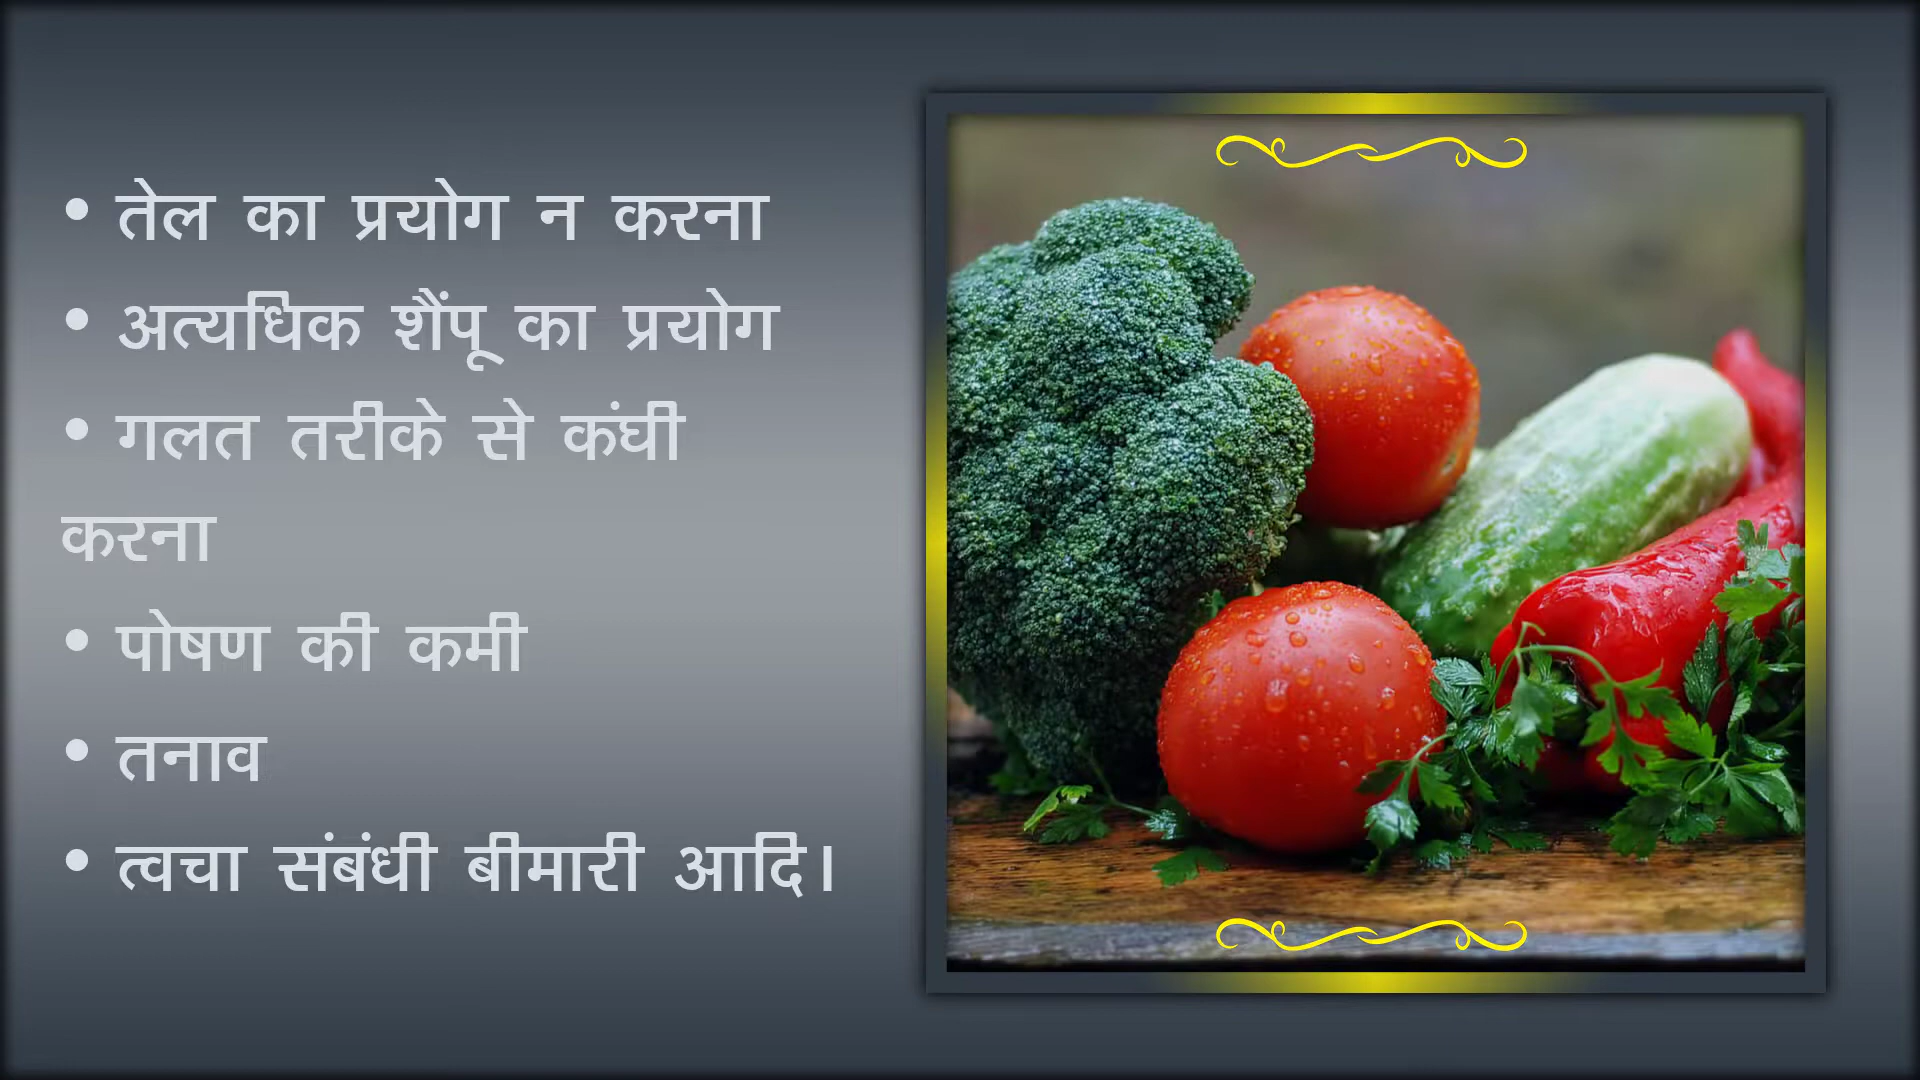 • तेल का प्रयोग न करना
• अत्यधिक शैंपू का प्रयोग
• गलत तरीके से कंघी
करना
• पोषण की कमी
• तनाव
• त्वचा संबंधी बीमारी आदि।